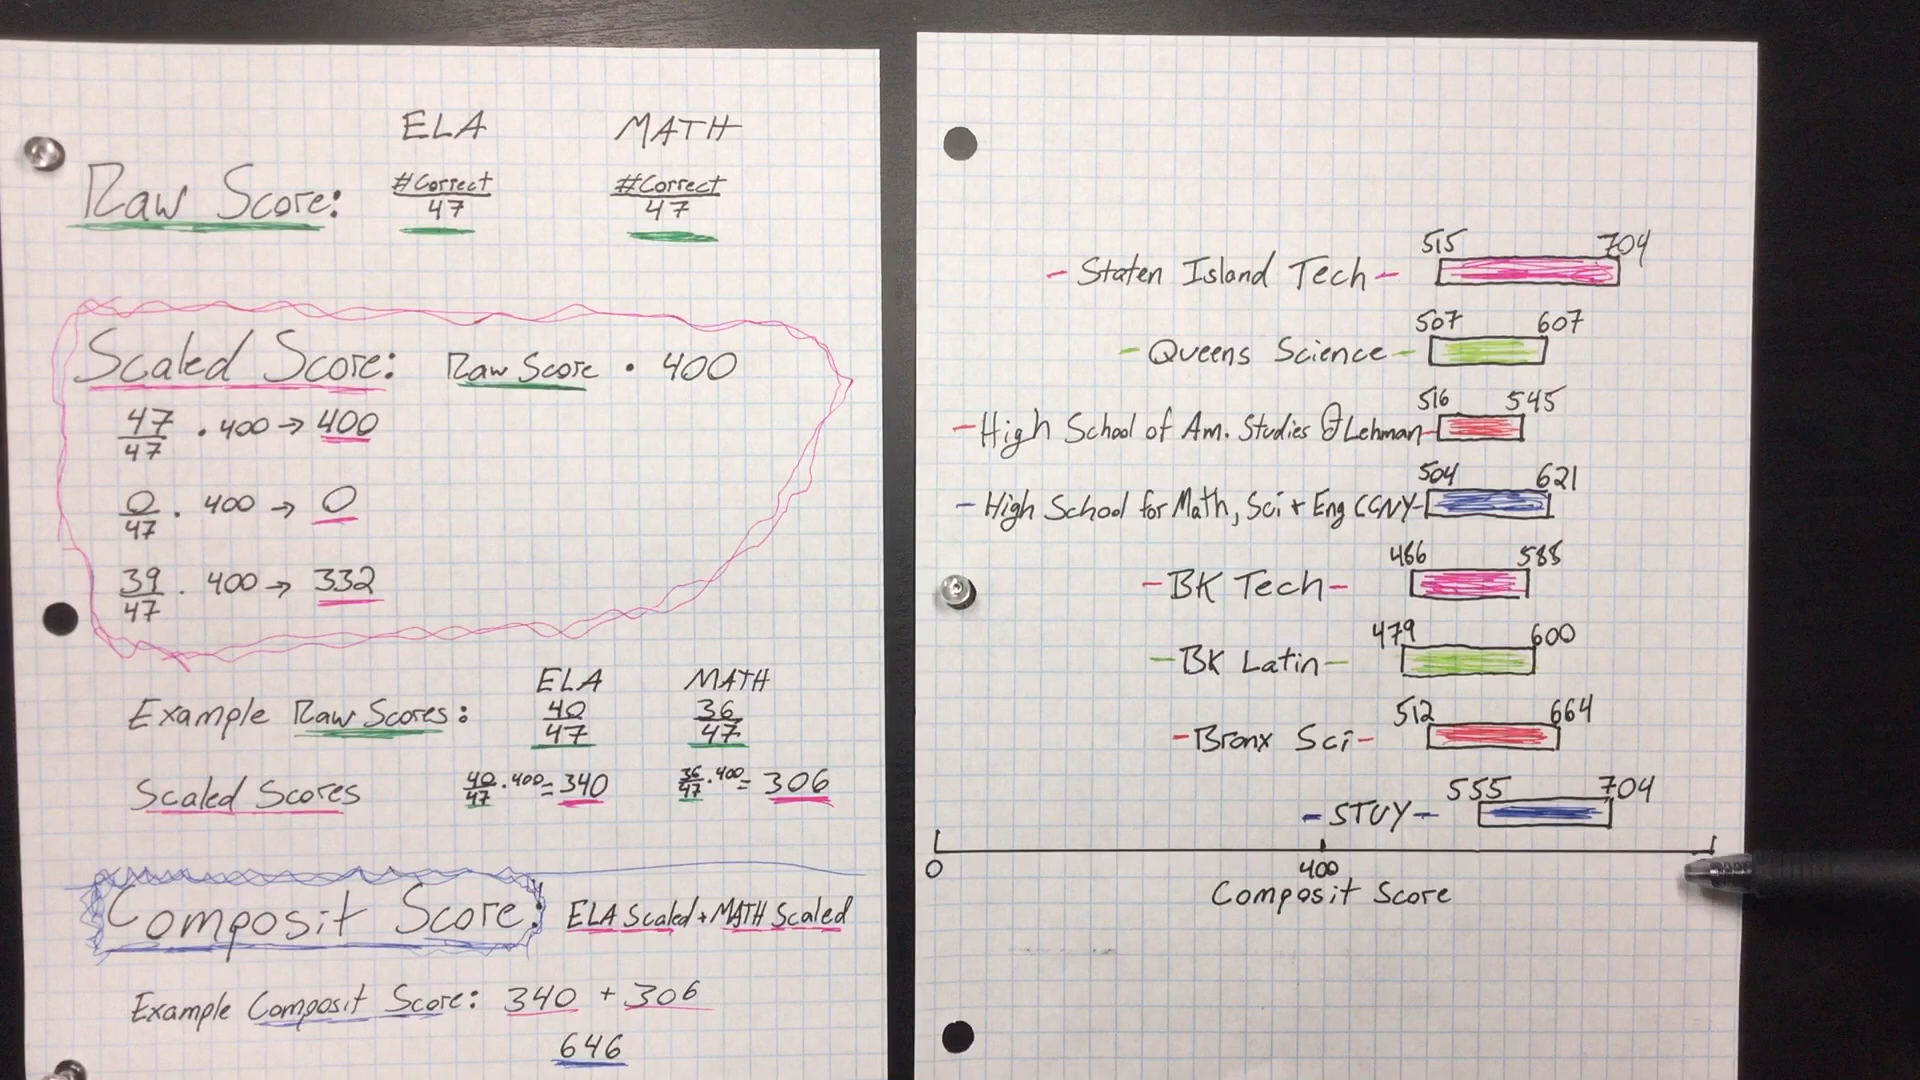 ELA MATH
Raw Score: #Correct/47 #Correct/47
Scaled Score: Raw Score • 400
47/47 • 400 → 400
0/47 • 400 → 0
39/47 • 400 → 332
ELA MATH
Example Raw Scores: 40/47 36/47
Scaled Scores 40/47 • 400 = 340 36/47 • 400 = 306
Composit Score: ELA Scaled + MATH Scaled
Example Composit Score: 340 + 306
646
515 704
- Staten Island Tech -
507 607
- Queens Science -
516 545
- High School of Am. Studies @ Lehman -
504 621
- High School for Math, Sci + Eng CCNY -
466 588
- BK Tech -
479 600
- BK Latin -
512 664
- Bronx Sci -
555 704
- STUY -
0 400
Composit Score